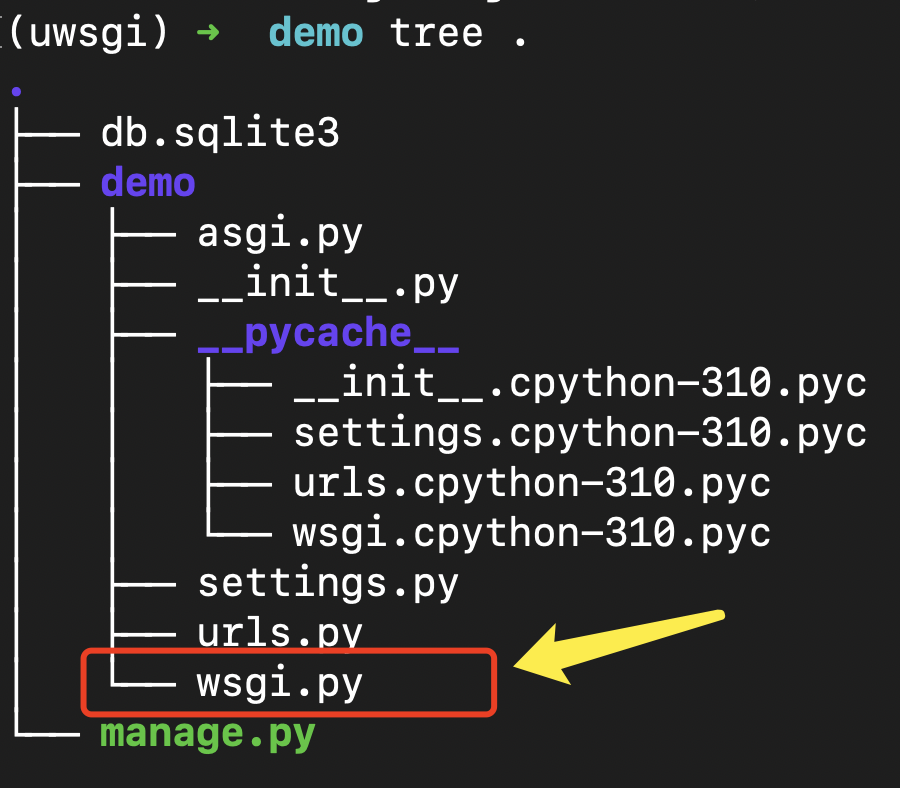 (uwsgi) ➜  demo tree .
.
├── db.sqlite3
├── demo
│   ├── asgi.py
│   ├── __init__.py
│   ├── __pycache__
│   │   ├── __init__.cpython-310.pyc
│   │   ├── settings.cpython-310.pyc
│   │   ├── urls.cpython-310.pyc
│   │   └── wsgi.cpython-310.pyc
│   ├── settings.py
│   ├── urls.py
│   └── wsgi.py
└── manage.py